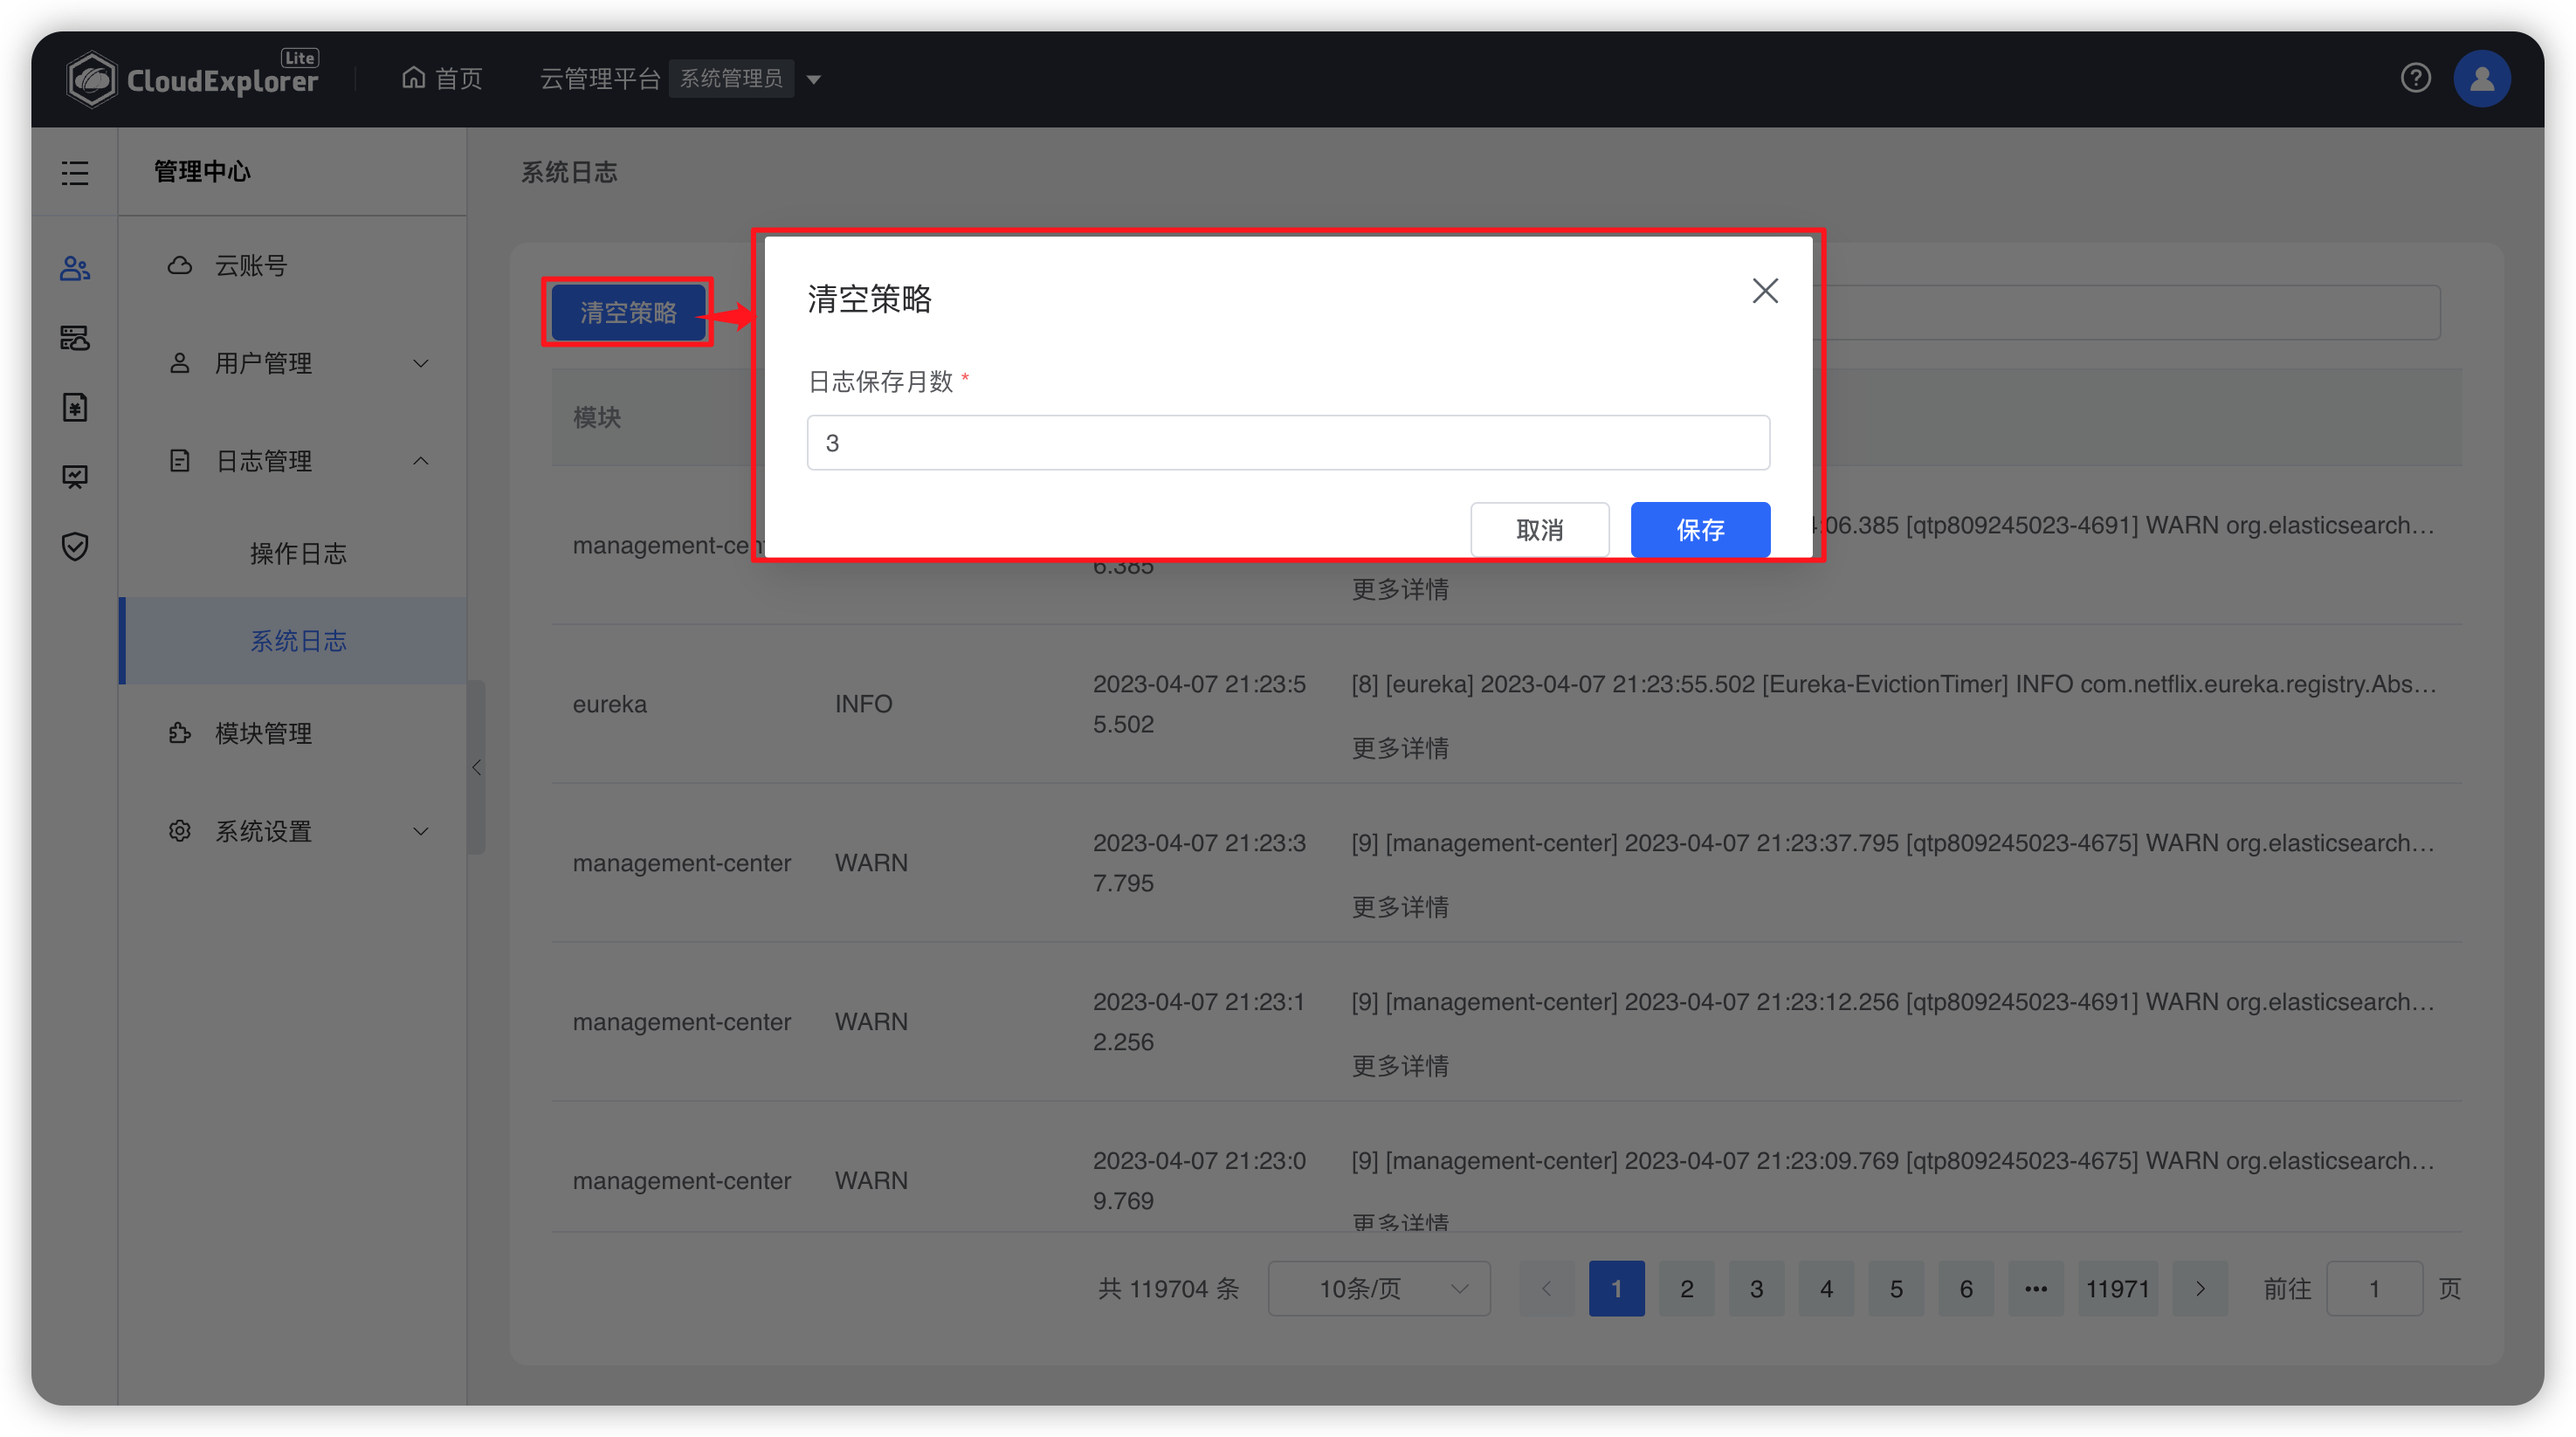 CloudExplorer Lite
首页
云管理平台 系统管理员
管理中心
云账号
用户管理
日志管理
操作日志
系统日志
模块管理
系统设置
系统日志
清空策略
清空策略
日志保存月数 *
3
取消
保存
模块
management-cen
6.385
:06.385 [qtp809245023-4691] WARN org.elasticsearch…
更多详情
eureka
INFO
2023-04-07 21:23:5
5.502
[8] [eureka] 2023-04-07 21:23:55.502 [Eureka-EvictionTimer] INFO com.netflix.eureka.registry.Abs…
更多详情
management-center
WARN
2023-04-07 21:23:3
7.795
[9] [management-center] 2023-04-07 21:23:37.795 [qtp809245023-4675] WARN org.elasticsearch…
更多详情
management-center
WARN
2023-04-07 21:23:1
2.256
[9] [management-center] 2023-04-07 21:23:12.256 [qtp809245023-4691] WARN org.elasticsearch…
更多详情
management-center
WARN
2023-04-07 21:23:0
9.769
[9] [management-center] 2023-04-07 21:23:09.769 [qtp809245023-4675] WARN org.elasticsearch…
更多详情
共 119704 条
10条/页
1 2 3 4 5 6 ••• 11971
前往 1 页